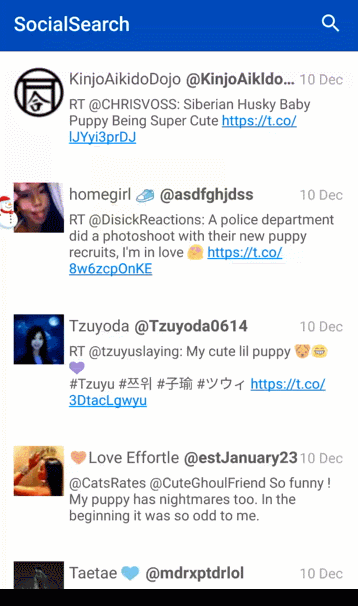 SocialSearch
KinjoAikidoDojo @KinjoAikIdo... 10 Dec
RT @CHRISVOSS: Siberian Husky Baby
Puppy Being Super Cute https://t.co/
lJYyi3prDJ
homegirl @asdfghjdss 10 Dec
RT @DisickReactions: A police department
did a photoshoot with their new puppy
recruits, I'm in love https://t.co/
8w6zcpOnKE
Tzuyoda @Tzuyoda0614 10 Dec
RT @tzuyuslaying: My cute lil puppy 🐶😁
💜
#Tzuyu #쯔위 #子瑜 #ツウィ https://t.co/
3DtacLgwyu
Love Effortle @estJanuary23 10 Dec
@CatsRates @CuteGhoulFriend So funny !
My puppy has nightmares too. In the
beginning it was so odd to me.
Taetae 💙 @mdrxptdrlol 10 Dec